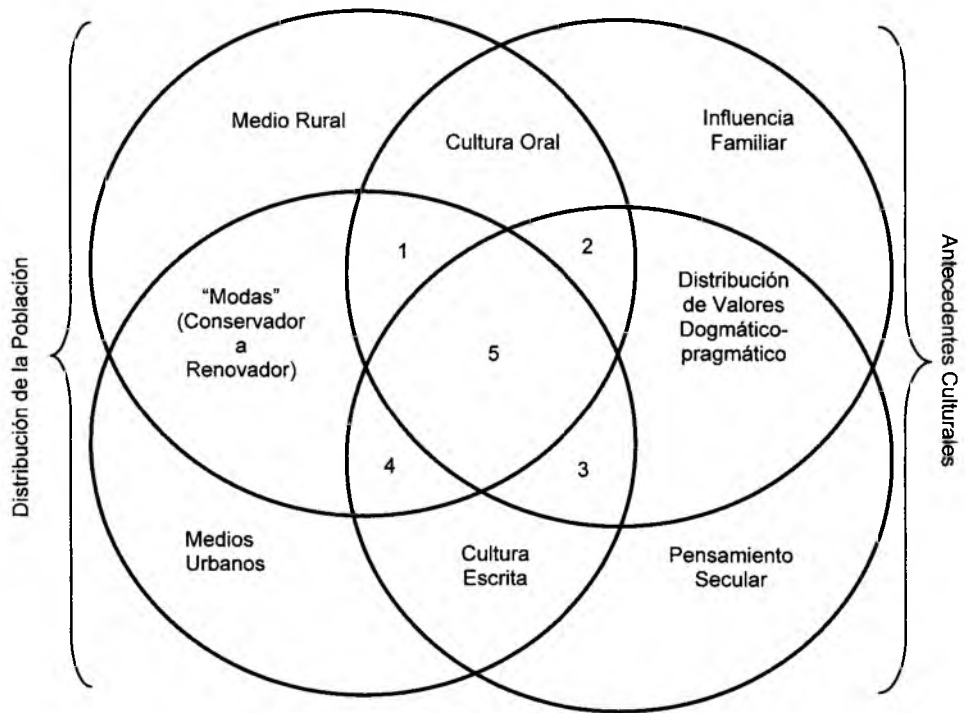 Medio Rural
Cultura Oral
Influencia
Familiar
1
2
"Modas"
(Conservador
a
Renovador)
Distribución
de Valores
Dogmático-
pragmático
5
4
3
Medios
Urbanos
Cultura
Escrita
Pensamiento
Secular
Distribución de la Población
Antecedentes Culturales